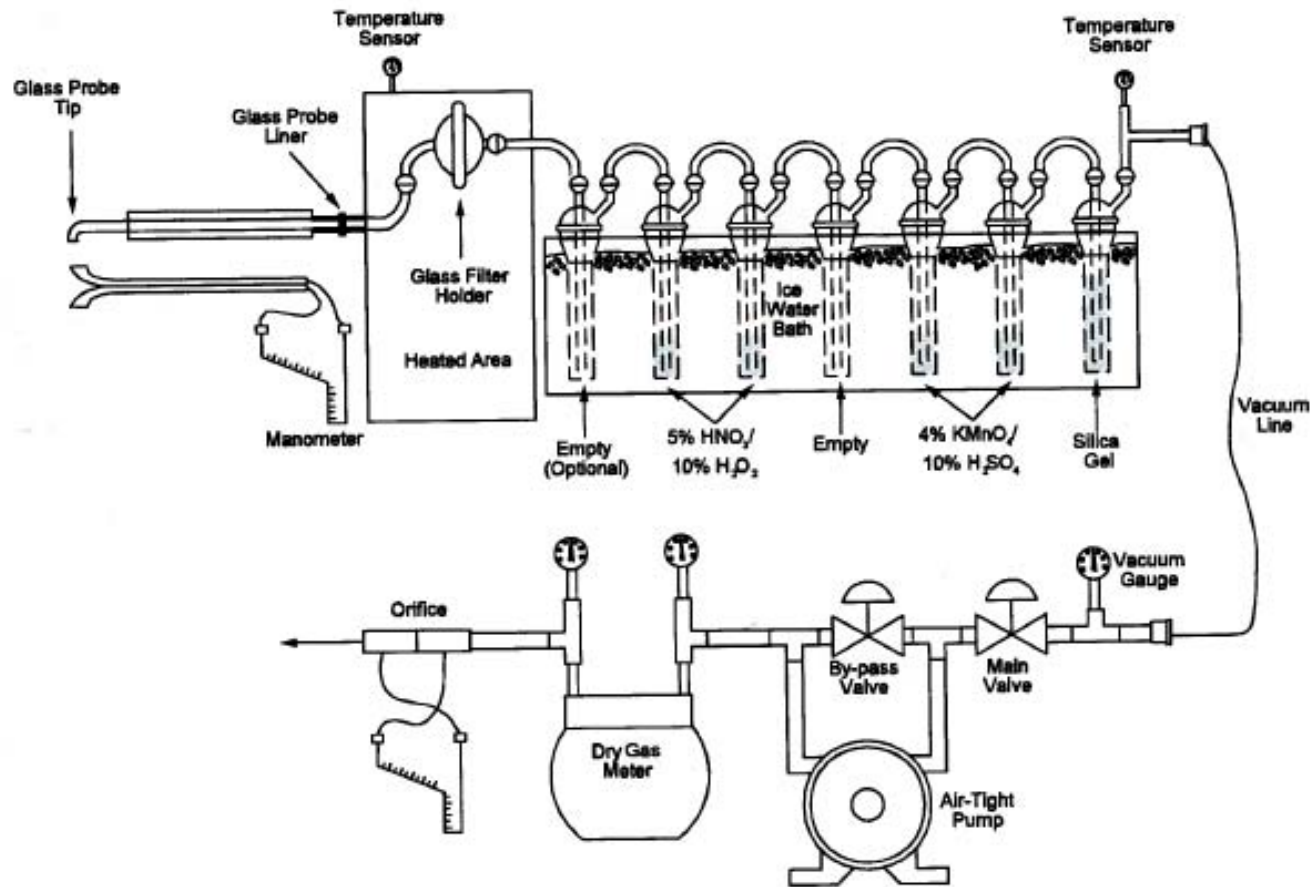 Temperature
Sensor
Temperature
Sensor
Glass Probe
Tip
Glass Probe
Liner
Glass Filter
Holder
Ice
Water
Bath
Heated Area
Manometer
Empty
(Optional)
5% HNO₃/
10% H₂O₂
Empty
4% KMnO₄/
10% H₂SO₄
Silica
Gel
Vacuum
Line
Vacuum
Gauge
Orifice
By-pass
Valve
Main
Valve
Dry Gas
Meter
Air-Tight
Pump